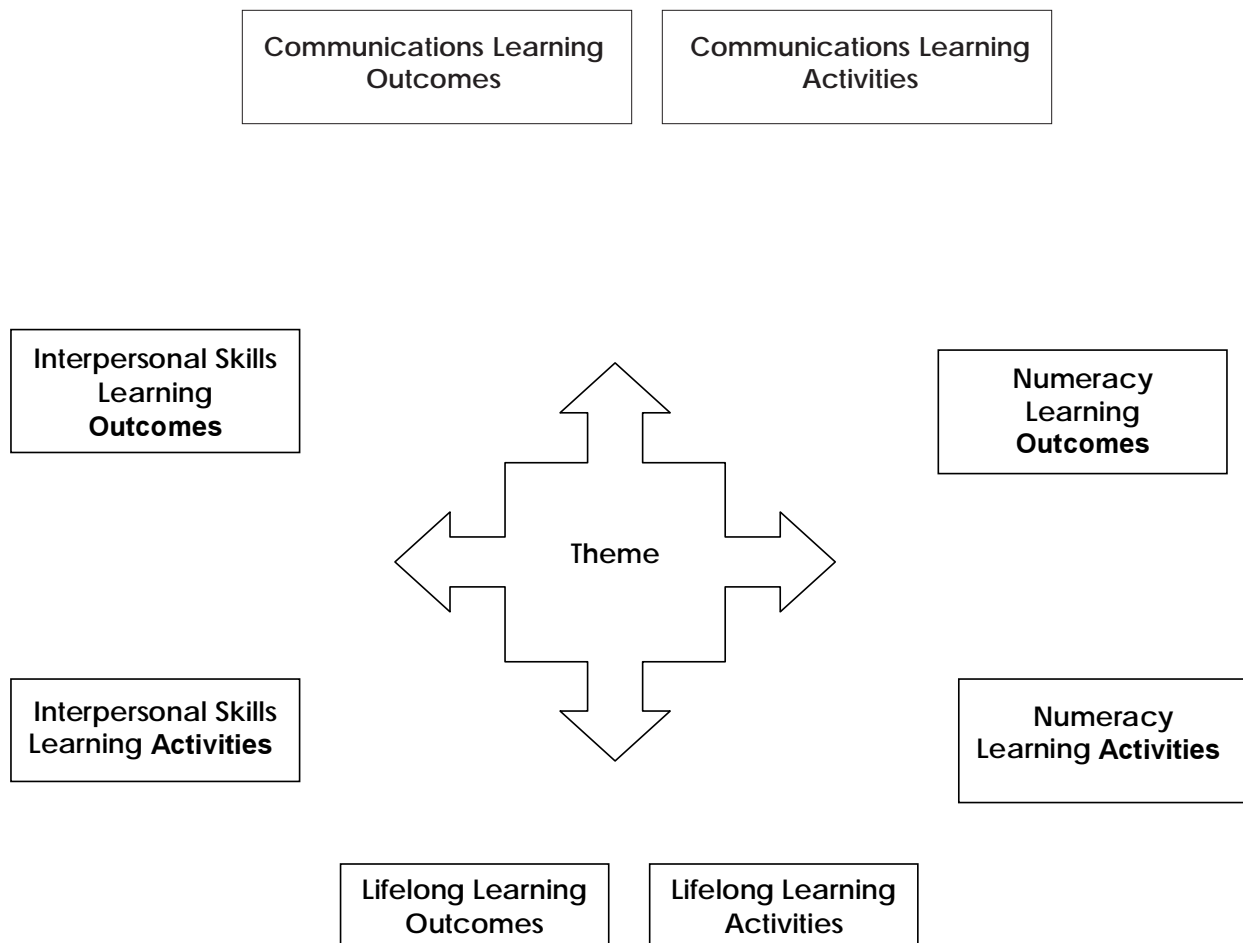 Communications Learning
Outcomes
Communications Learning
Activities
Interpersonal Skills
Learning
Outcomes
Numeracy
Learning
Outcomes
Theme
Interpersonal Skills
Learning Activities
Numeracy
Learning Activities
Lifelong Learning
Outcomes
Lifelong Learning
Activities